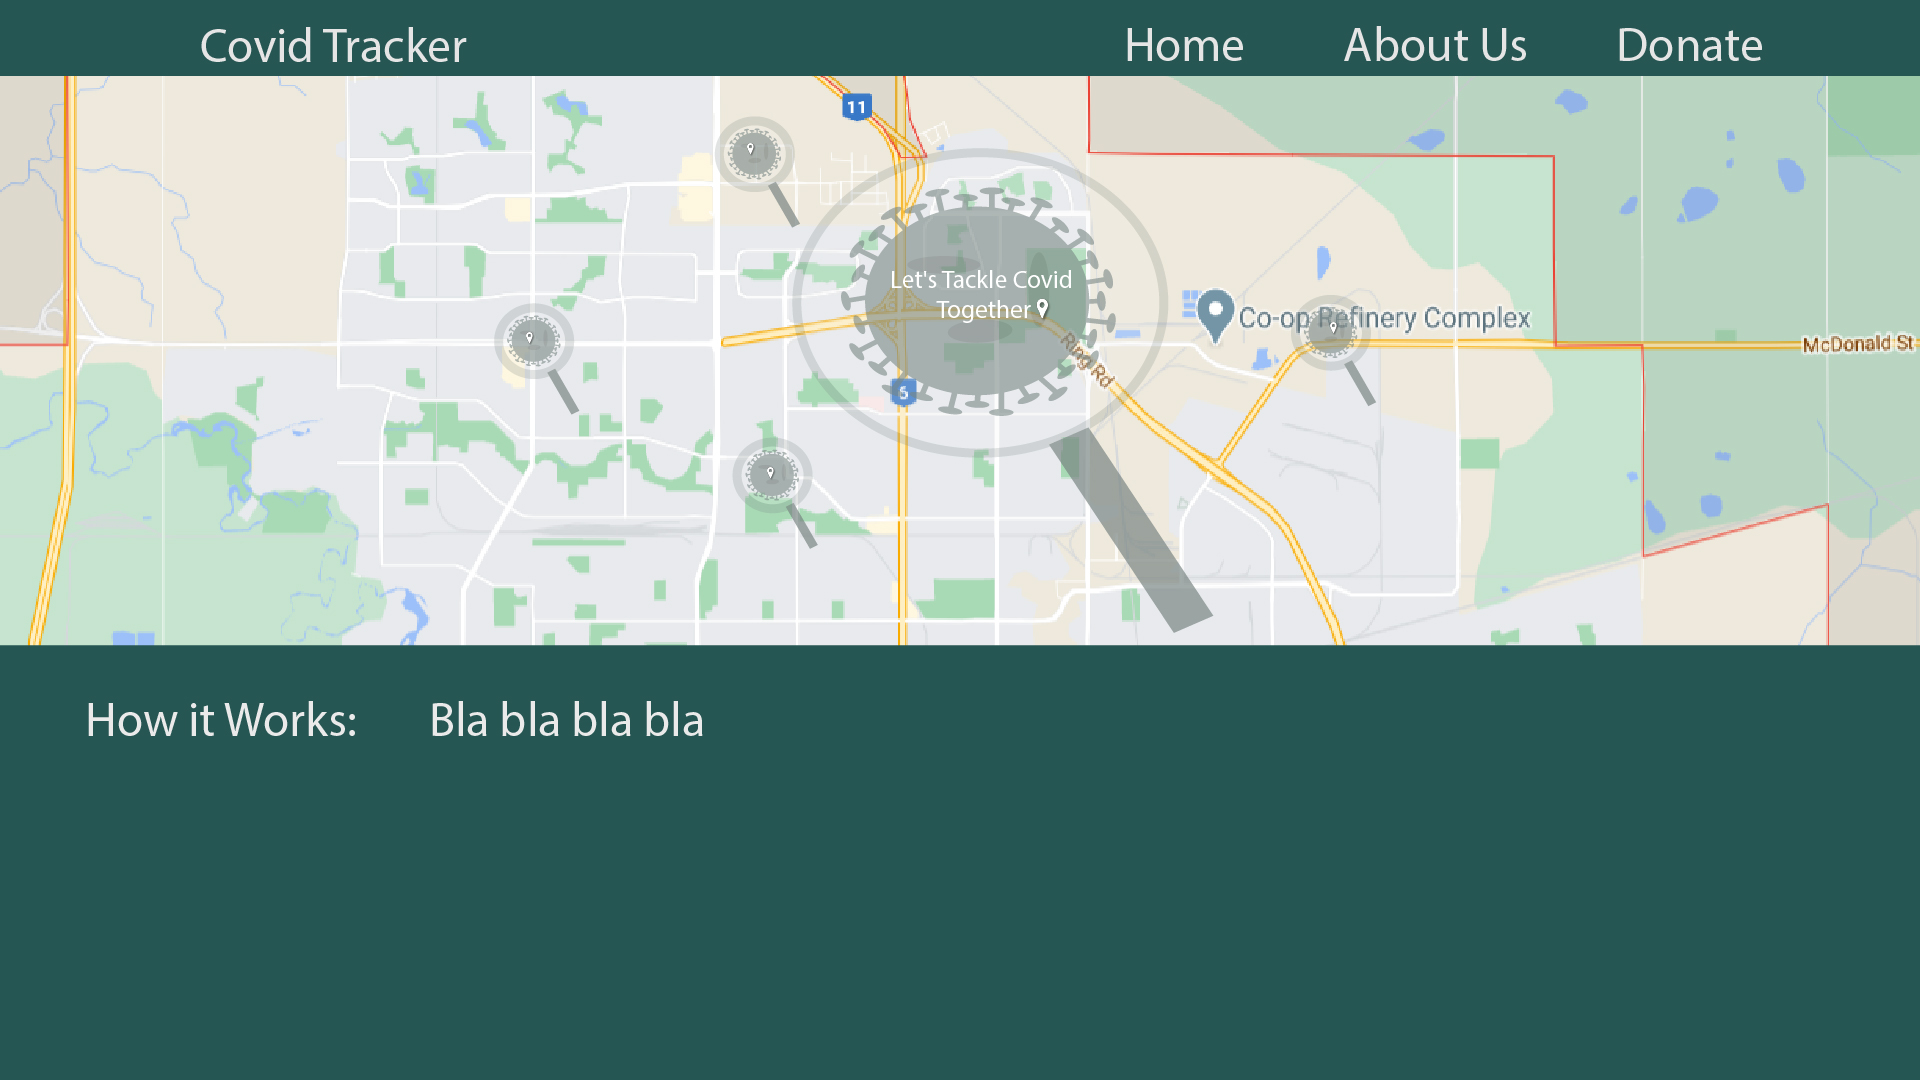 Covid Tracker
Home
About Us
Donate
11
Let's Tackle Covid
Together
Co-op Refinery Complex
McDonald St
Ring Rd
6
How it Works:
Bla bla bla bla